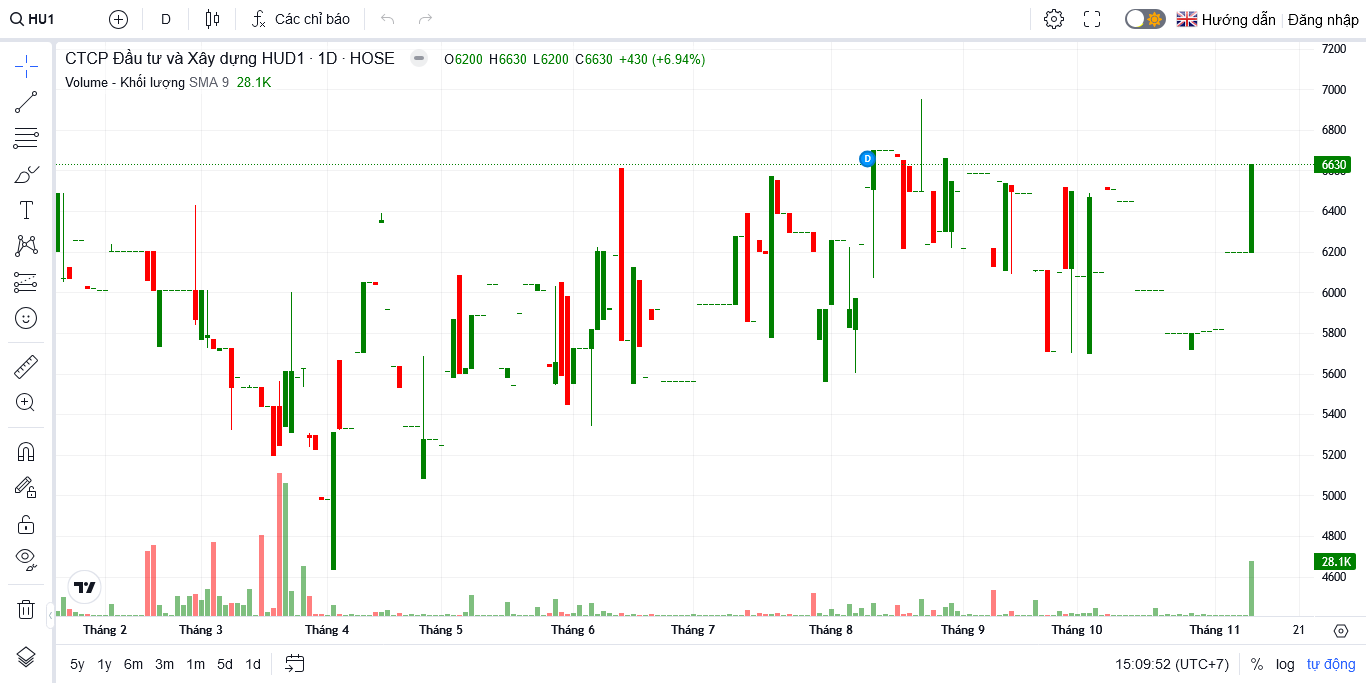 HU1 D Các chỉ báo Hướng dẫn Đăng nhập
CTCP Đầu tư và Xây dựng HUD1 · 1D · HOSE O6200 H6630 L6200 C6630 +430 (+6.94%)
Volume - Khối lượng SMA 9 28.1K
7200
7000
6800
D
6630
6400
6200
6000
5800
5600
5400
5200
5000
4800
28.1K
4600
Tháng 2 Tháng 3 Tháng 4 Tháng 5 Tháng 6 Tháng 7 Tháng 8 Tháng 9 Tháng 10 Tháng 11 21
5y 1y 6m 3m 1m 5d 1d 15:09:52 (UTC+7) % log tự động